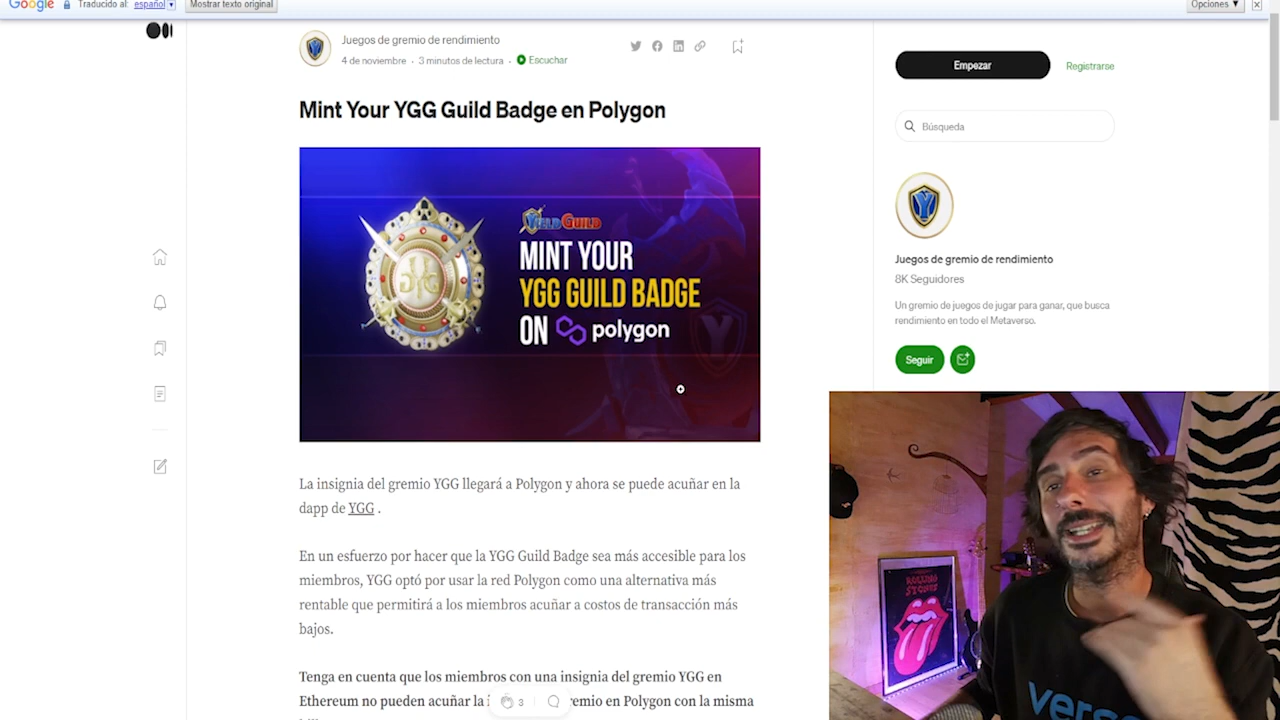 Google Traducido al: español Mostrar texto original Opciones ▼
Juegos de gremio de rendimiento
4 de noviembre · 3 minutos de lectura · Escuchar
Mint Your YGG Guild Badge en Polygon
YIELD GUILD
MINT YOUR
YGG GUILD BADGE
ON polygon
La insignia del gremio YGG llegará a Polygon y ahora se puede acuñar en la
dapp de YGG .
En un esfuerzo por hacer que la YGG Guild Badge sea más accesible para los
miembros, YGG optó por usar la red Polygon como una alternativa más
rentable que permitirá a los miembros acuñar a costos de transacción más
bajos.
Tenga en cuenta que los miembros con una insignia del gremio YGG en
Ethereum no pueden acuñar la
remio en Polygon con la misma
3
Empezar
Registrarse
Búsqueda
Juegos de gremio de rendimiento
8K Seguidores
Un gremio de juegos de jugar para ganar, que busca
rendimiento en todo el Metaverso.
Seguir
ROLLING
STONES
vers